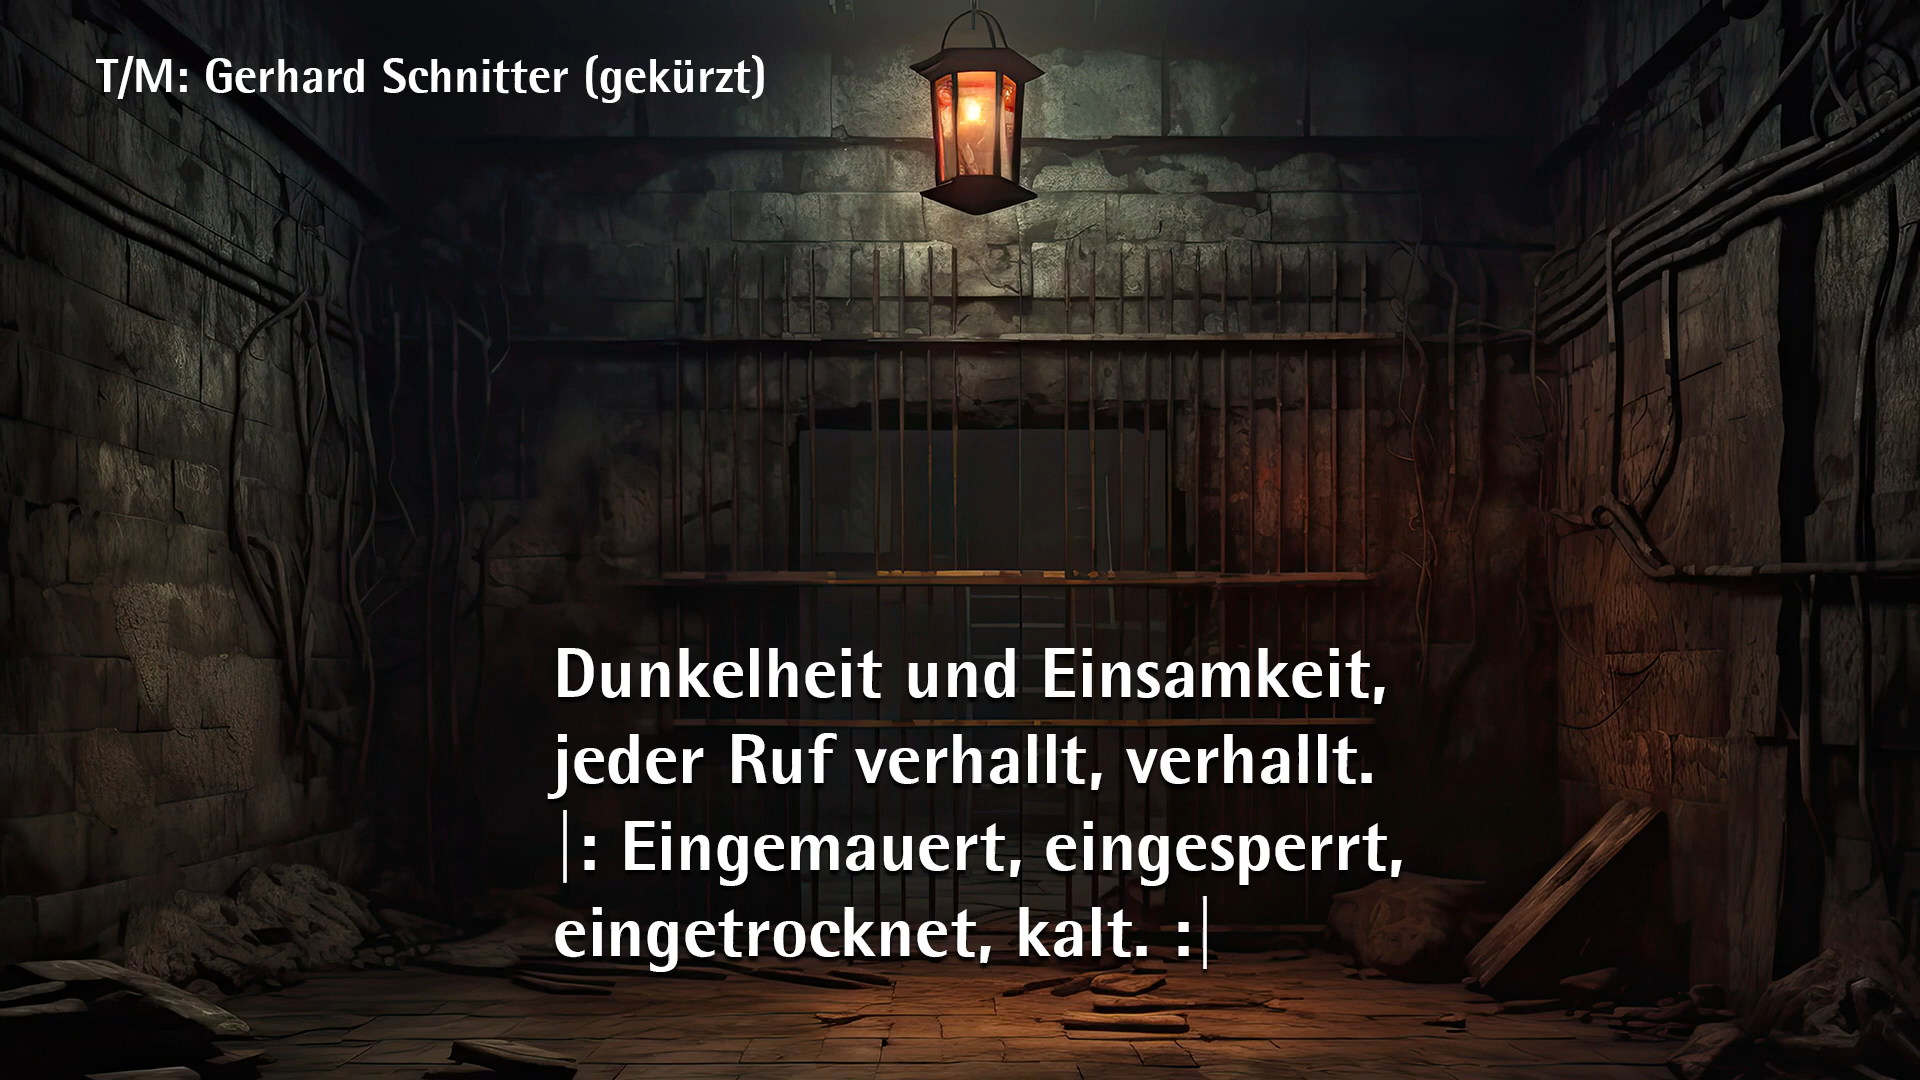 T/M: Gerhard Schnitter (gekürzt)
Dunkelheit und Einsamkeit,
jeder Ruf verhallt, verhallt.
|: Eingemauert, eingesperrt,
eingetrocknet, kalt. :|